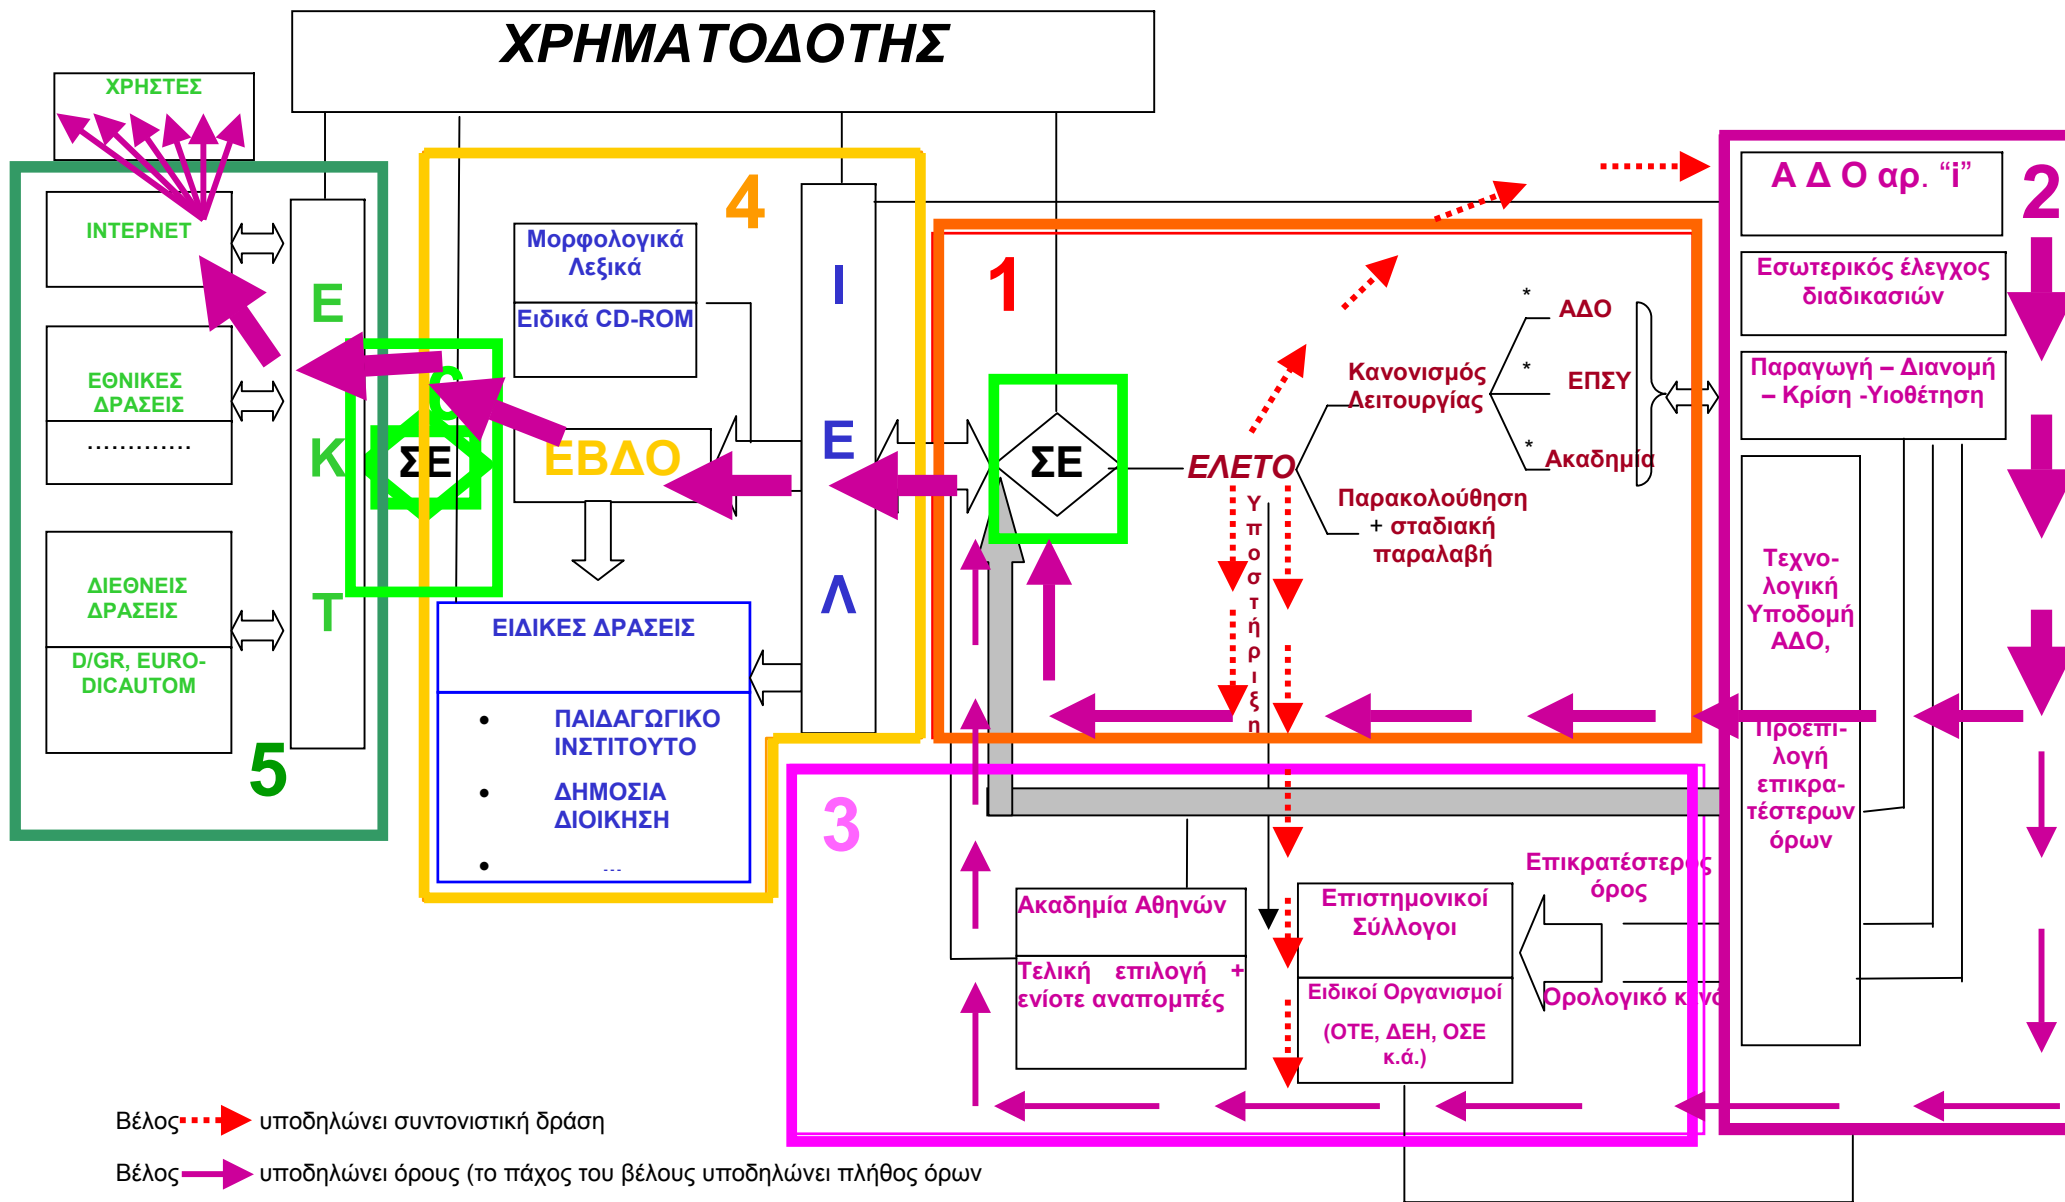 ΧΡΗΜΑΤΟΔΟΤΗΣ
ΧΡΗΣΤΕΣ
ΙΝΤΕΡΝΕΤ
ΕΘΝΙΚΕΣ
ΔΡΑΣΕΙΣ
.............
ΔΙΕΘΝΕΙΣ
ΔΡΑΣΕΙΣ
D/GR, EURO-
DICAUTOM
5
Ε
Κ
Τ
ΣΕ
4
Μορφολογικά
Λεξικά
Ειδικά CD-ROM
ΕΒΔΟ
ΕΙΔΙΚΕΣ ΔΡΑΣΕΙΣ
• ΠΑΙΔΑΓΩΓΙΚΟ
ΙΝΣΤΙΤΟΥΤΟ
• ΔΗΜΟΣΙΑ
ΔΙΟΙΚΗΣΗ
• ...
Ι
Ε
Λ
1
ΣΕ
ΕΛΕΤΟ
Κανονισμός
Λειτουργίας
* ΑΔΟ
* ΕΠΣΥ
* Ακαδημία
Παρακολούθηση
+ σταδιακή
παραλαβή
Υ
π
ο
σ
τ
ή
ρ
ι
ξ
η
2
Α Δ Ο αρ. “i”
Εσωτερικός έλεγχος
διαδικασιών
Παραγωγή – Διανομή
– Κρίση -Υιοθέτηση
Τεχνο-
λογική
Υποδομή
ΑΔΟ,
Προεπι-
λογή
επικρα-
τέστερων
όρων
3
Ακαδημία Αθηνών
Τελική επιλογή +
ενίοτε αναπομπές
Επιστημονικοί
Σύλλογοι
Ειδικοί Οργανισμοί
(ΟΤΕ, ΔΕΗ, ΟΣΕ
κ.ά.)
Επικρατέστερος
όρος
Ορολογικό κενό
Βέλος υποδηλώνει συντονιστική δράση
Βέλος υποδηλώνει όρους (το πάχος του βέλους υποδηλώνει πλήθος όρων